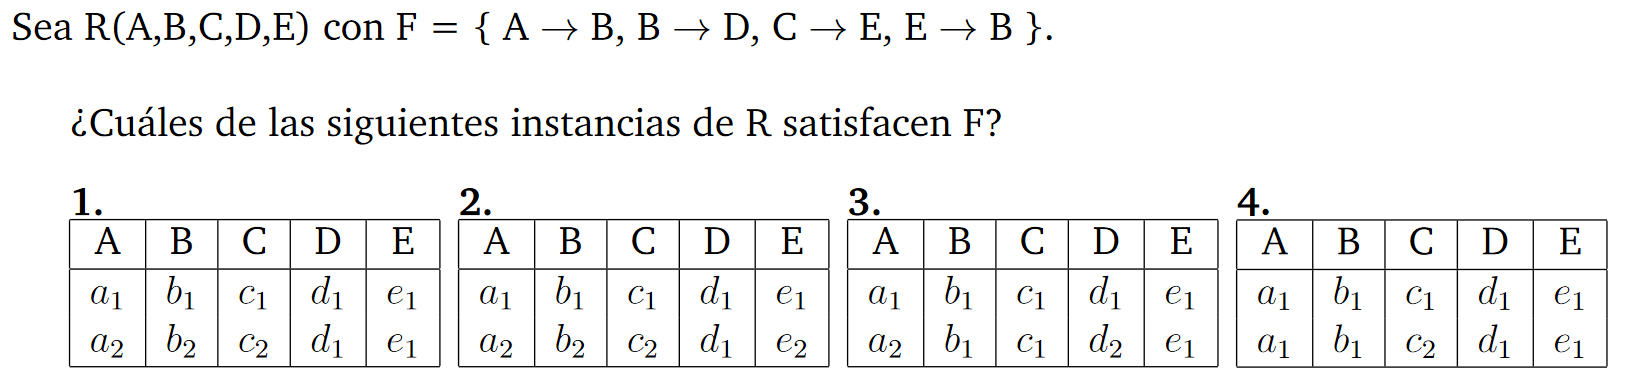 Sea R(A,B,C,D,E) con F = { A → B, B → D, C → E, E → B }.
¿Cuáles de las siguientes instancias de R satisfacen F?
1.
A B C D E
a₁ b₁ c₁ d₁ e₁
a₂ b₂ c₂ d₁ e₁
2.
A B C D E
a₁ b₁ c₁ d₁ e₁
a₂ b₂ c₂ d₁ e₂
3.
A B C D E
a₁ b₁ c₁ d₁ e₁
a₂ b₁ c₁ d₂ e₁
4.
A B C D E
a₁ b₁ c₁ d₁ e₁
a₁ b₁ c₂ d₁ e₁